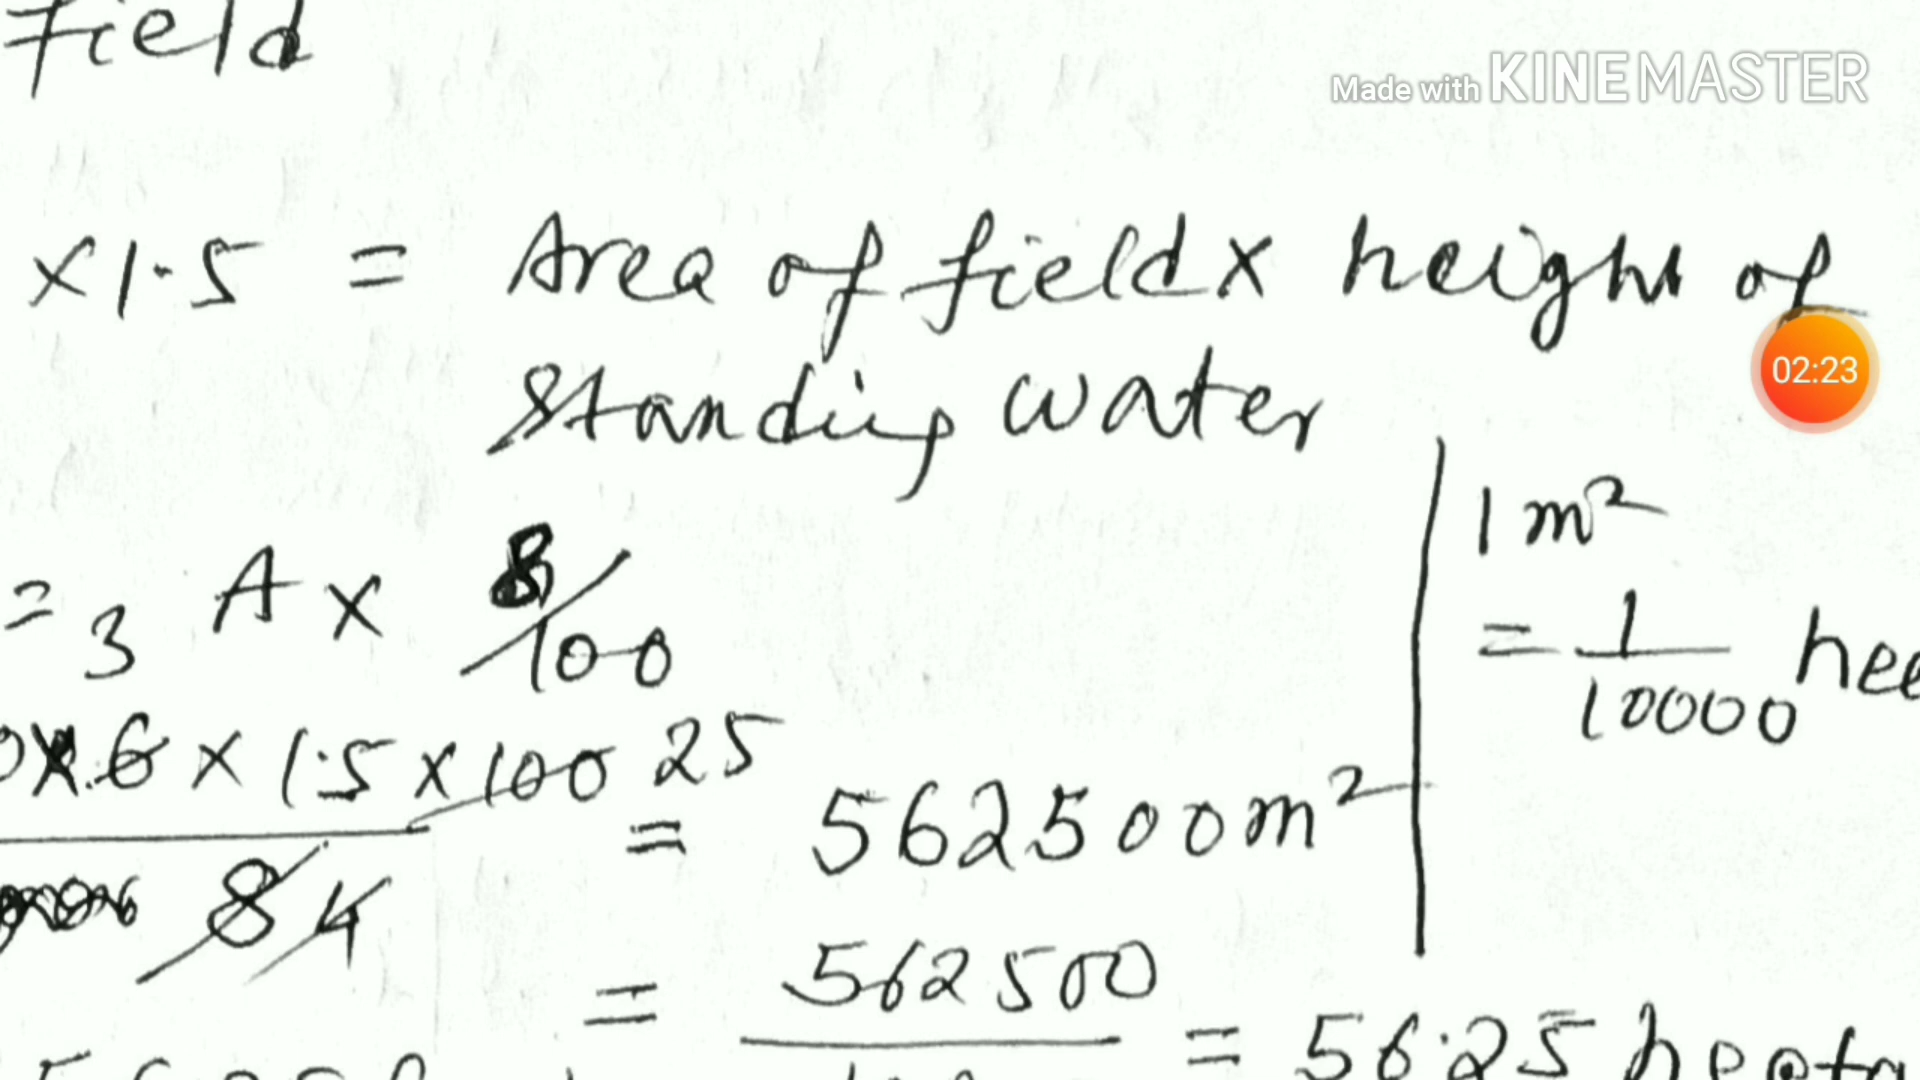 Field
Made with KINEMASTER
×1.5 = Area of field × height of
standing water
02:23
1 m²
= 3 A × 8/100
= 1/10000 hec
× 6 × 1.5 × 100 25
= 562500 m²
8 4
= 562500
= 56.25 hecta